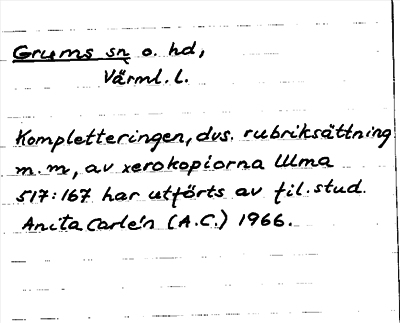 Grums sn o. hd,
Värml. l.
Kompletteringen, dvs. rubriksättning
m. m, av xerokopiorna Ulma
517:167 har utförts av fil. stud.
Anita Carlén (A.C.) 1966.